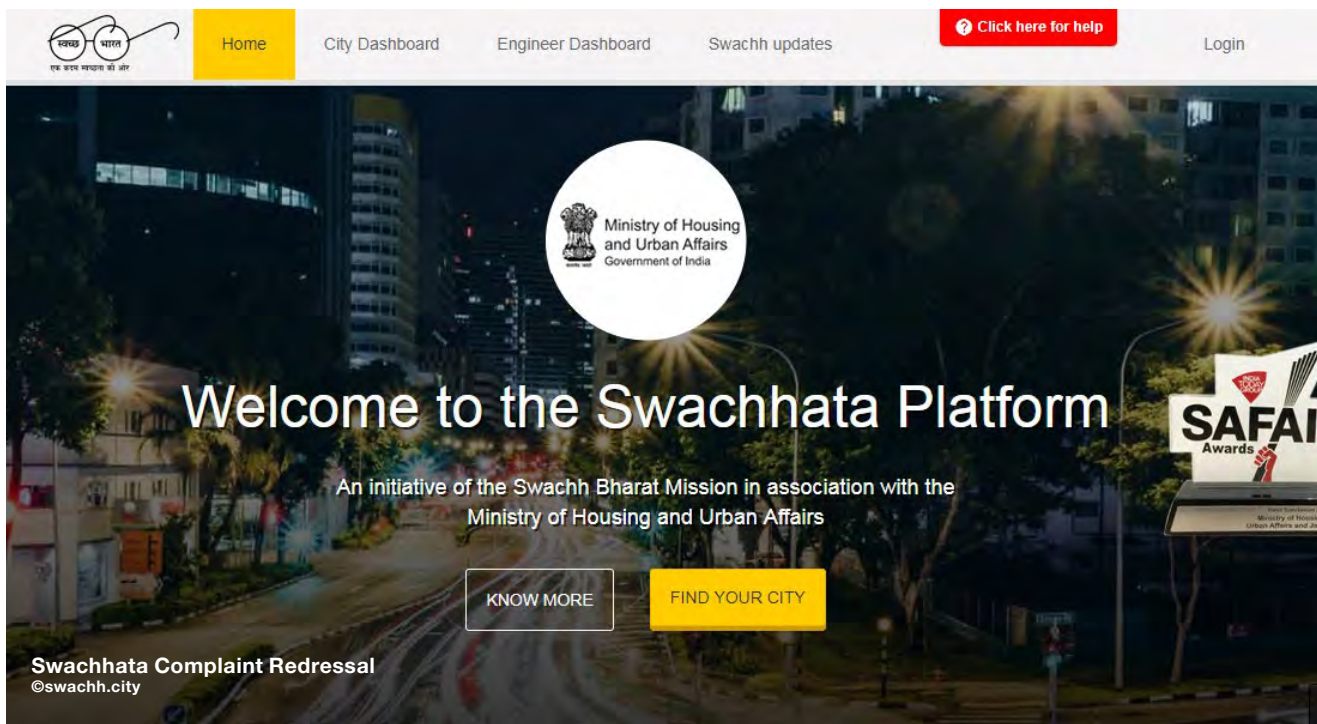 स्वच्छ भारत
एक कदम स्वच्छता की ओर
Home
City Dashboard
Engineer Dashboard
Swachh updates
Click here for help
Login
Ministry of Housing
and Urban Affairs
Government of India
Welcome to the Swachhata Platform
An initiative of the Swachh Bharat Mission in association with the
Ministry of Housing and Urban Affairs
KNOW MORE
FIND YOUR CITY
INDIA
TODAY
GROUP
SAFAI
Awards
Swachhata Complaint Redressal
©swachh.city